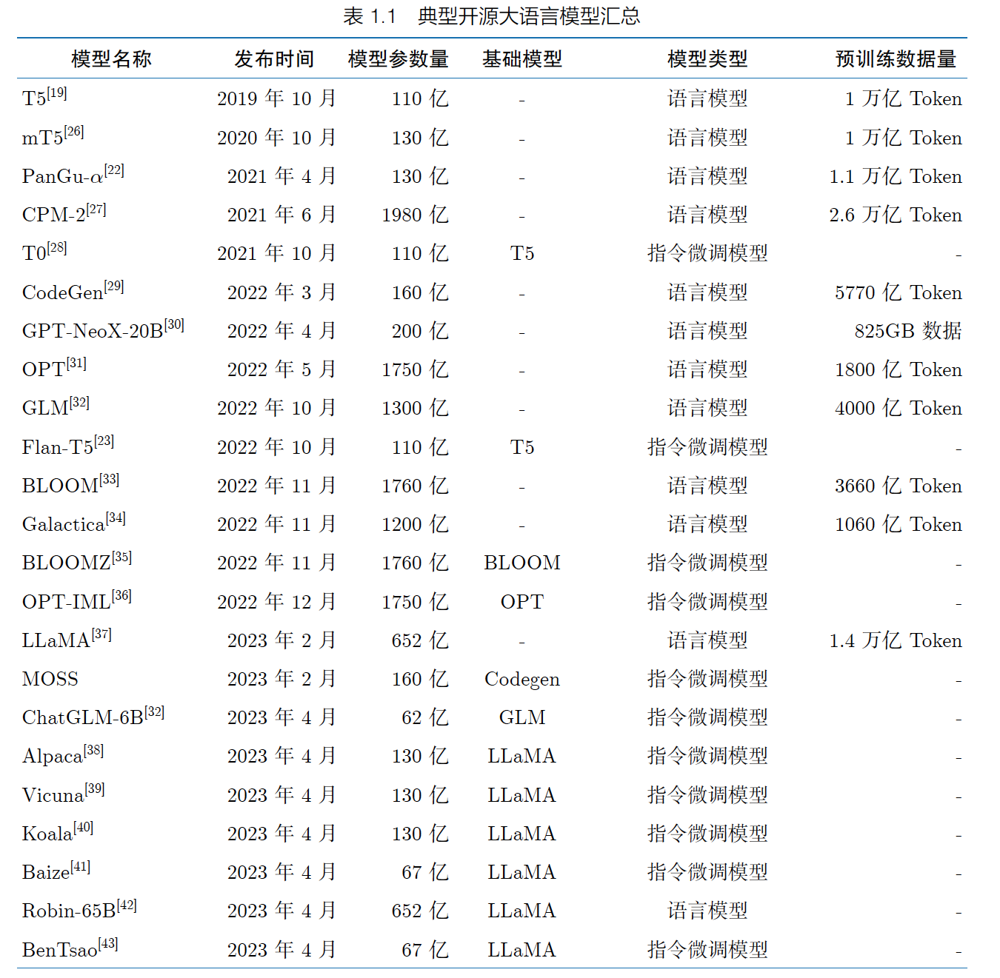 表 1.1 典型开源大语言模型汇总
模型名称 发布时间 模型参数量 基础模型 模型类型 预训练数据量
T5[19] 2019 年 10 月 110 亿 - 语言模型 1 万亿 Token
mT5[26] 2020 年 10 月 130 亿 - 语言模型 1 万亿 Token
PanGu-α[22] 2021 年 4 月 130 亿 - 语言模型 1.1 万亿 Token
CPM-2[27] 2021 年 6 月 1980 亿 - 语言模型 2.6 万亿 Token
T0[28] 2021 年 10 月 110 亿 T5 指令微调模型 -
CodeGen[29] 2022 年 3 月 160 亿 - 语言模型 5770 亿 Token
GPT-NeoX-20B[30] 2022 年 4 月 200 亿 - 语言模型 825GB 数据
OPT[31] 2022 年 5 月 1750 亿 - 语言模型 1800 亿 Token
GLM[32] 2022 年 10 月 1300 亿 - 语言模型 4000 亿 Token
Flan-T5[23] 2022 年 10 月 110 亿 T5 指令微调模型 -
BLOOM[33] 2022 年 11 月 1760 亿 - 语言模型 3660 亿 Token
Galactica[34] 2022 年 11 月 1200 亿 - 语言模型 1060 亿 Token
BLOOMZ[35] 2022 年 11 月 1760 亿 BLOOM 指令微调模型 -
OPT-IML[36] 2022 年 12 月 1750 亿 OPT 指令微调模型 -
LLaMA[37] 2023 年 2 月 652 亿 - 语言模型 1.4 万亿 Token
MOSS 2023 年 2 月 160 亿 Codegen 指令微调模型 -
ChatGLM-6B[32] 2023 年 4 月 62 亿 GLM 指令微调模型 -
Alpaca[38] 2023 年 4 月 130 亿 LLaMA 指令微调模型 -
Vicuna[39] 2023 年 4 月 130 亿 LLaMA 指令微调模型 -
Koala[40] 2023 年 4 月 130 亿 LLaMA 指令微调模型 -
Baize[41] 2023 年 4 月 67 亿 LLaMA 指令微调模型 -
Robin-65B[42] 2023 年 4 月 652 亿 LLaMA 语言模型 -
BenTsao[43] 2023 年 4 月 67 亿 LLaMA 指令微调模型 -